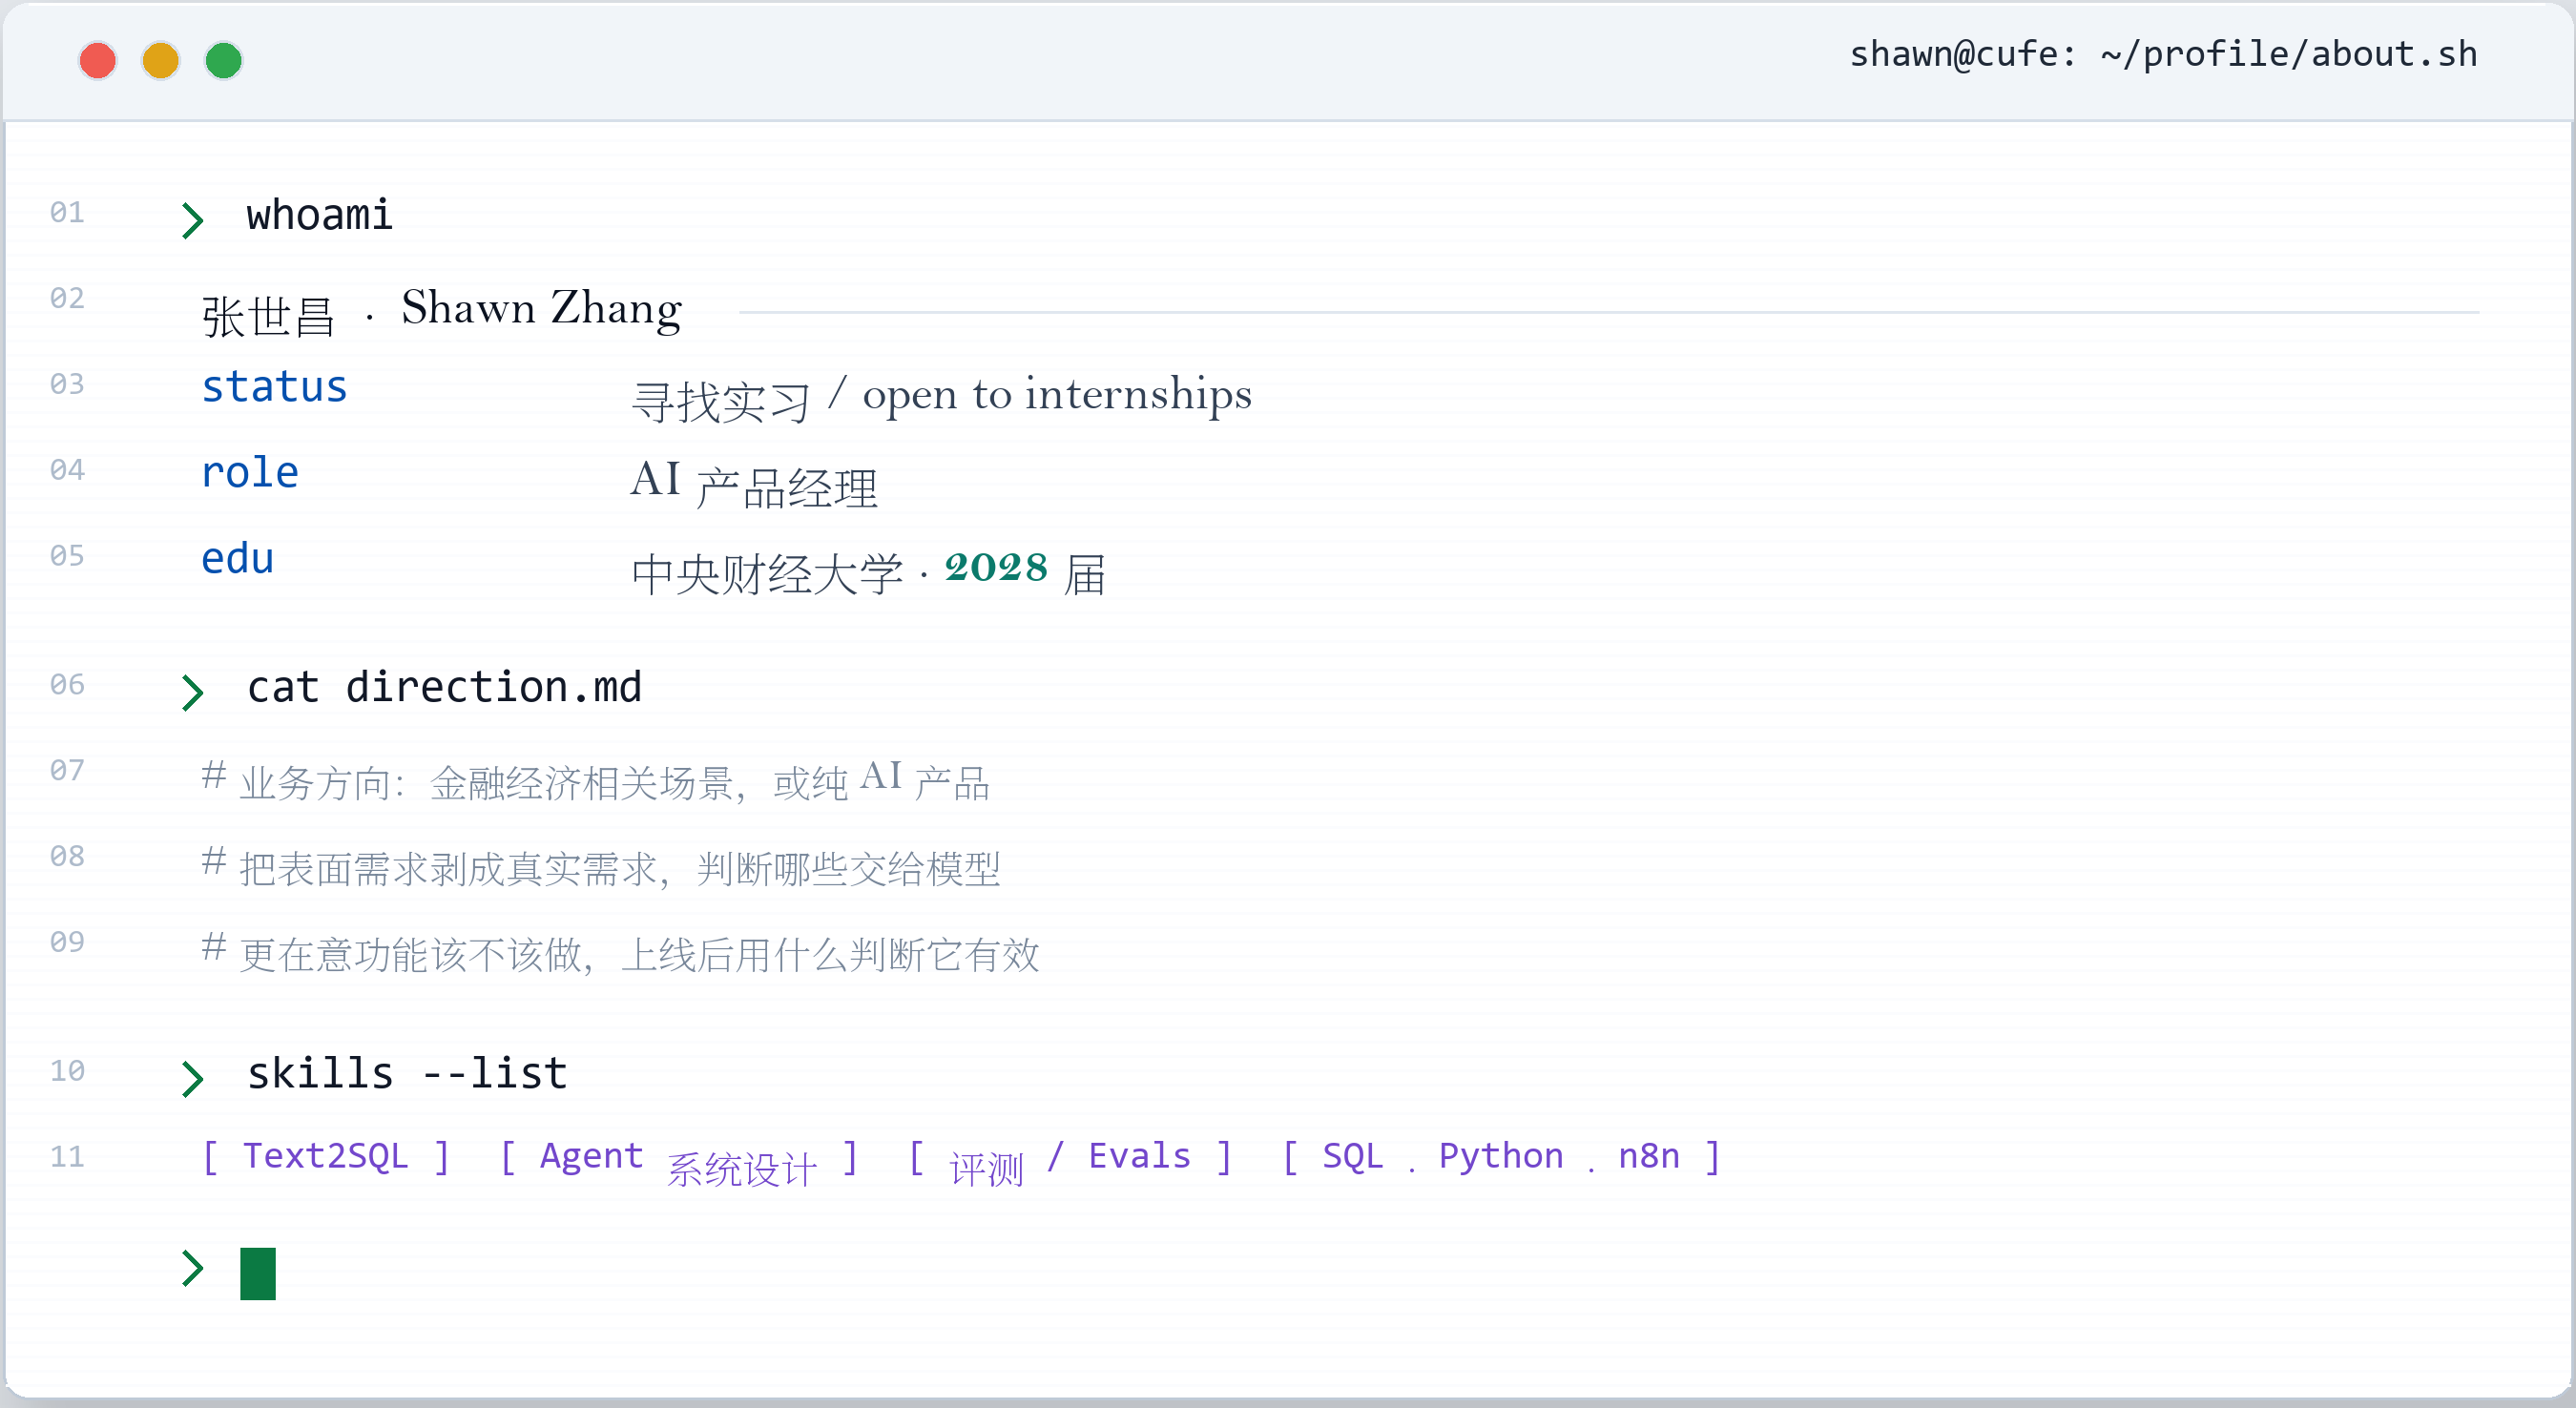 shawn@cufe: ~/profile/about.sh
01 > whoami
02 张世昌 · Shawn Zhang
03 status 寻找实习 / open to internships
04 role AI 产品经理
05 edu 中央财经大学 · 2028 届
06 > cat direction.md
07 # 业务方向：金融经济相关场景，或纯 AI 产品
08 # 把表面需求剥成真实需求，判断哪些交给模型
09 # 更在意功能该不该做，上线后用什么判断它有效
10 > skills --list
11 [ Text2SQL ] [ Agent 系统设计 ] [ 评测 / Evals ] [ SQL · Python · n8n ]
>